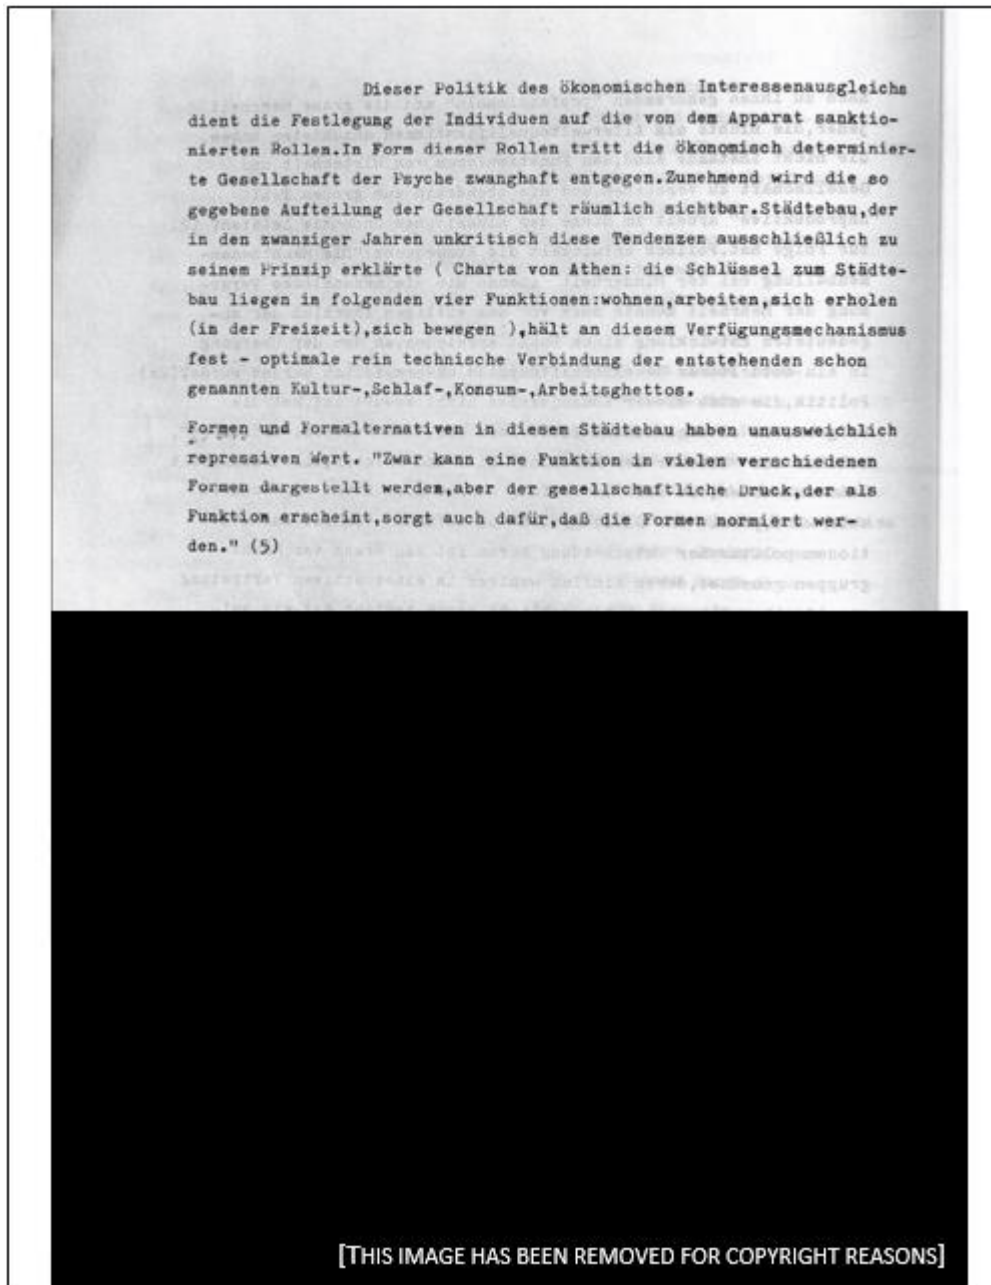 Dieser Politik des ökonomischen Interessenausgleichs
dient die Festlegung der Individuen auf die von dem Apparat sanktio-
nierten Rollen.In Form dieser Rollen tritt die ökonomisch determinier-
te Gesellschaft der Psyche zwanghaft entgegen.Zunehmend wird die so
gegebene Aufteilung der Gesellschaft räumlich sichtbar.Städtebau,der
in den zwanziger Jahren unkritisch diese Tendenzen ausschließlich zu
seinem Prinzip erklärte ( Charta von Athen: die Schlüssel zum Städte-
bau liegen in folgenden vier Funktionen:wohnen,arbeiten,sich erholen
(in der Freizeit),sich bewegen ),hält an diesem Verfügungsmechanismus
fest - optimale rein technische Verbindung der entstehenden schon
genannten Kultur-,Schlaf-,Konsum-,Arbeitsghettos.
Formen und Formalternativen in diesem Städtebau haben unausweichlich
repressiven Wert. "Zwar kann eine Funktion in vielen verschiedenen
Formen dargestellt werden,aber der gesellschaftliche Druck,der als
Funktion erscheint,sorgt auch dafür,daß die Formen normiert wer-
den." (5)
[THIS IMAGE HAS BEEN REMOVED FOR COPYRIGHT REASONS]